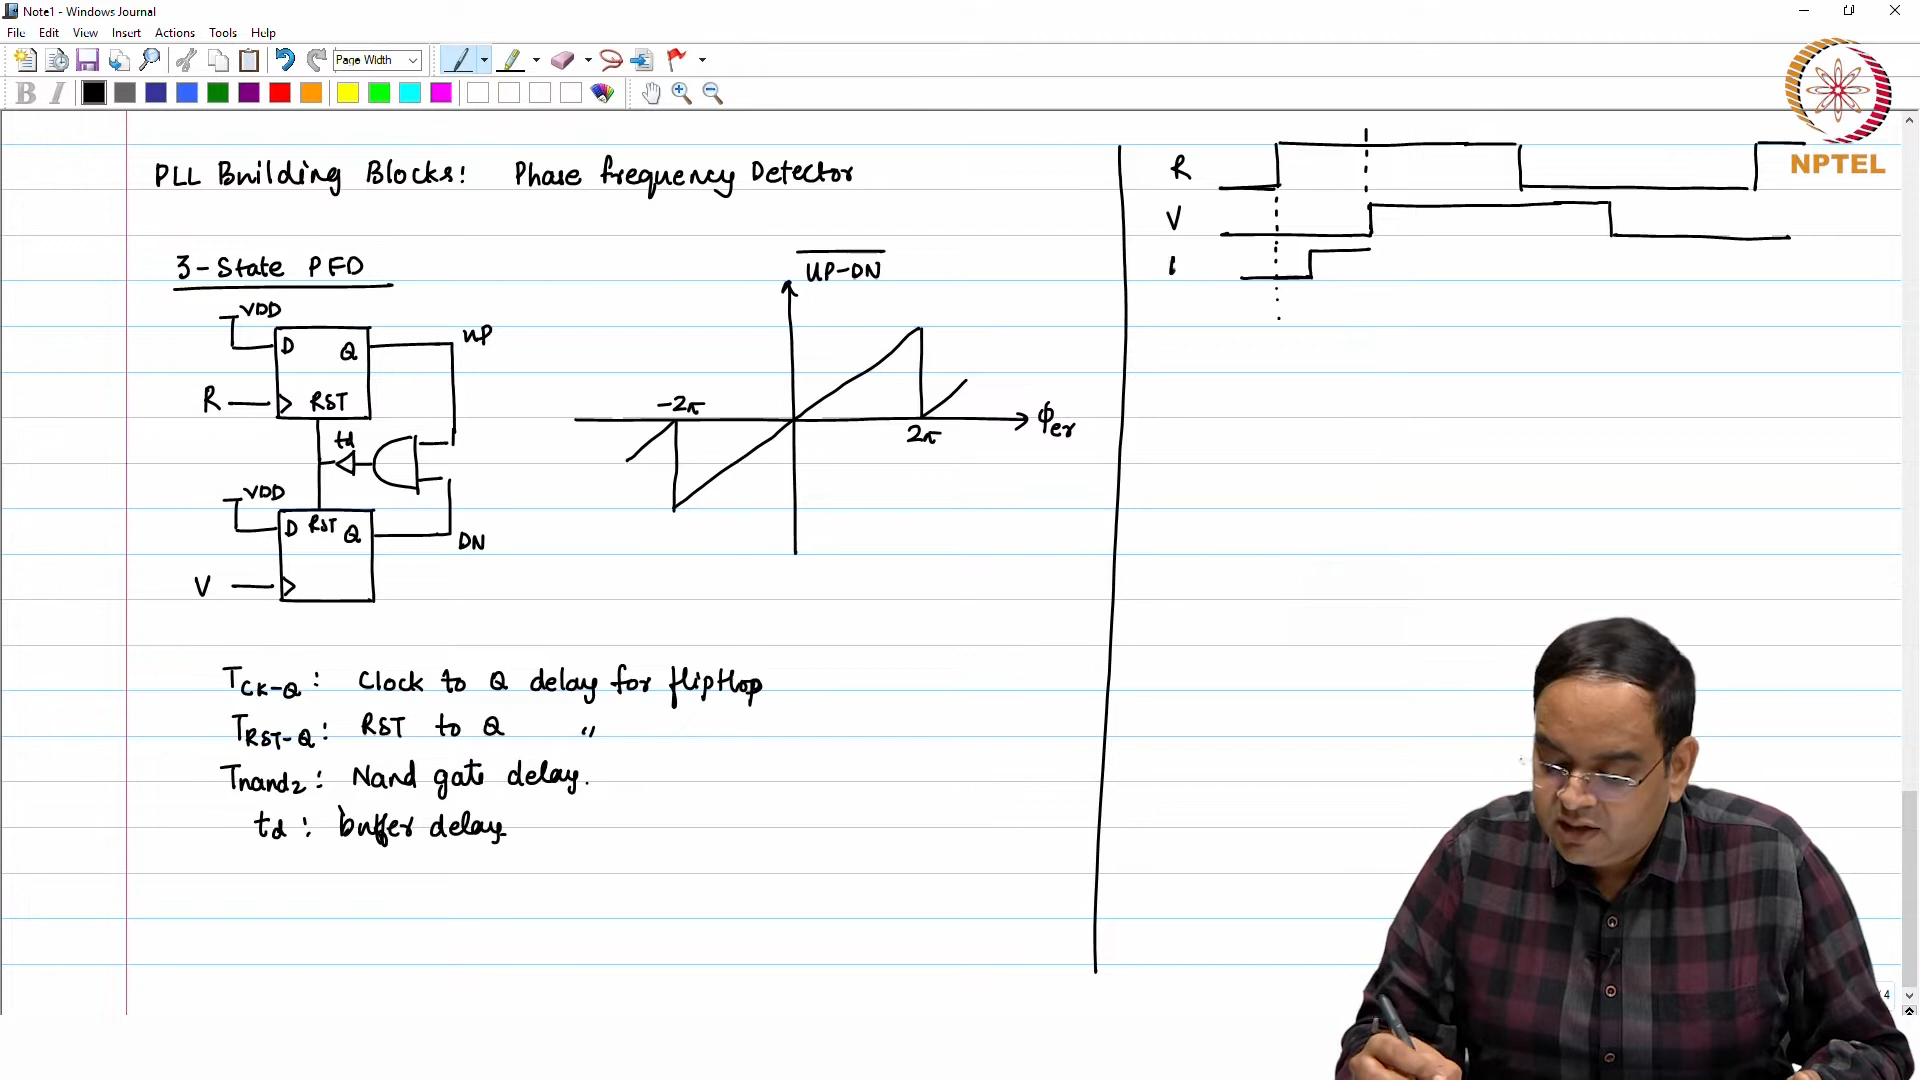 Note1 - Windows Journal
File Edit View Insert Actions Tools Help
Page Width
B I
NPTEL
PLL Building Blocks: Phase frequency Detector
3-State PFD
VDD
D Q
UP
R
RST
td
VDD
D RST Q
DN
V
UP-DN
-2π
2π
Φer
R
V
TCK-Q : Clock to Q delay for flipflop
TRST-Q : RST to Q "
Tnand2 : Nand gate delay.
td : buffer delay